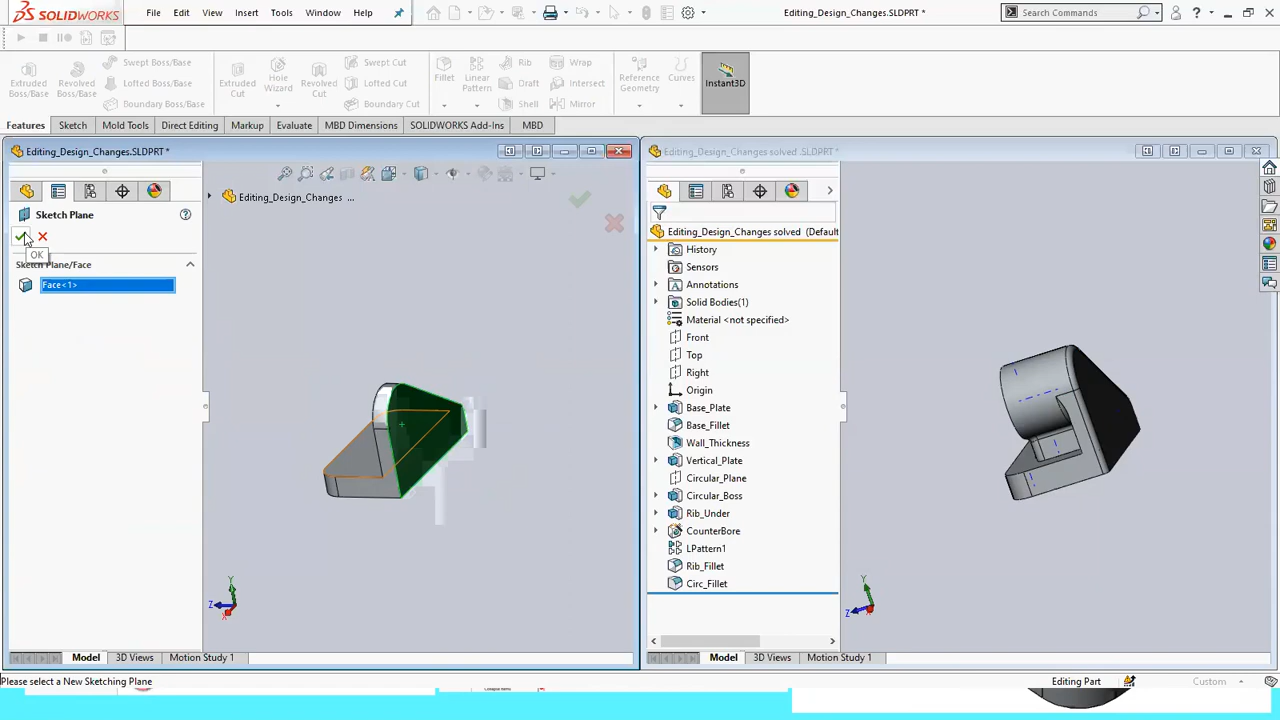 SOLIDWORKS
File Edit View Insert Tools Window Help
Editing_Design_Changes.SLDPRT *
Search Commands
Extruded Boss/Base
Revolved Boss/Base
Swept Boss/Base
Lofted Boss/Base
Boundary Boss/Base
Extruded Cut
Hole Wizard
Revolved Cut
Swept Cut
Lofted Cut
Boundary Cut
Fillet
Linear Pattern
Rib
Draft
Shell
Wrap
Intersect
Mirror
Reference Geometry
Curves
Instant3D
Features Sketch Mold Tools Direct Editing Markup Evaluate MBD Dimensions SOLIDWORKS Add-Ins MBD
Editing_Design_Changes.SLDPRT *
Editing_Design_Changes ...
Sketch Plane
OK
Sketch Plane/Face
Face<1>
Y
Z
X
Model 3D Views Motion Study 1
Editing_Design_Changes solved .SLDPRT *
Editing_Design_Changes solved (Default
History
Sensors
Annotations
Solid Bodies(1)
Material <not specified>
Front
Top
Right
Origin
Base_Plate
Base_Fillet
Wall_Thickness
Vertical_Plate
Circular_Plane
Circular_Boss
Rib_Under
CounterBore
LPattern1
Rib_Fillet
Circ_Fillet
Y
Z
X
Model 3D Views Motion Study 1
Please select a New Sketching Plane
Editing Part
Custom